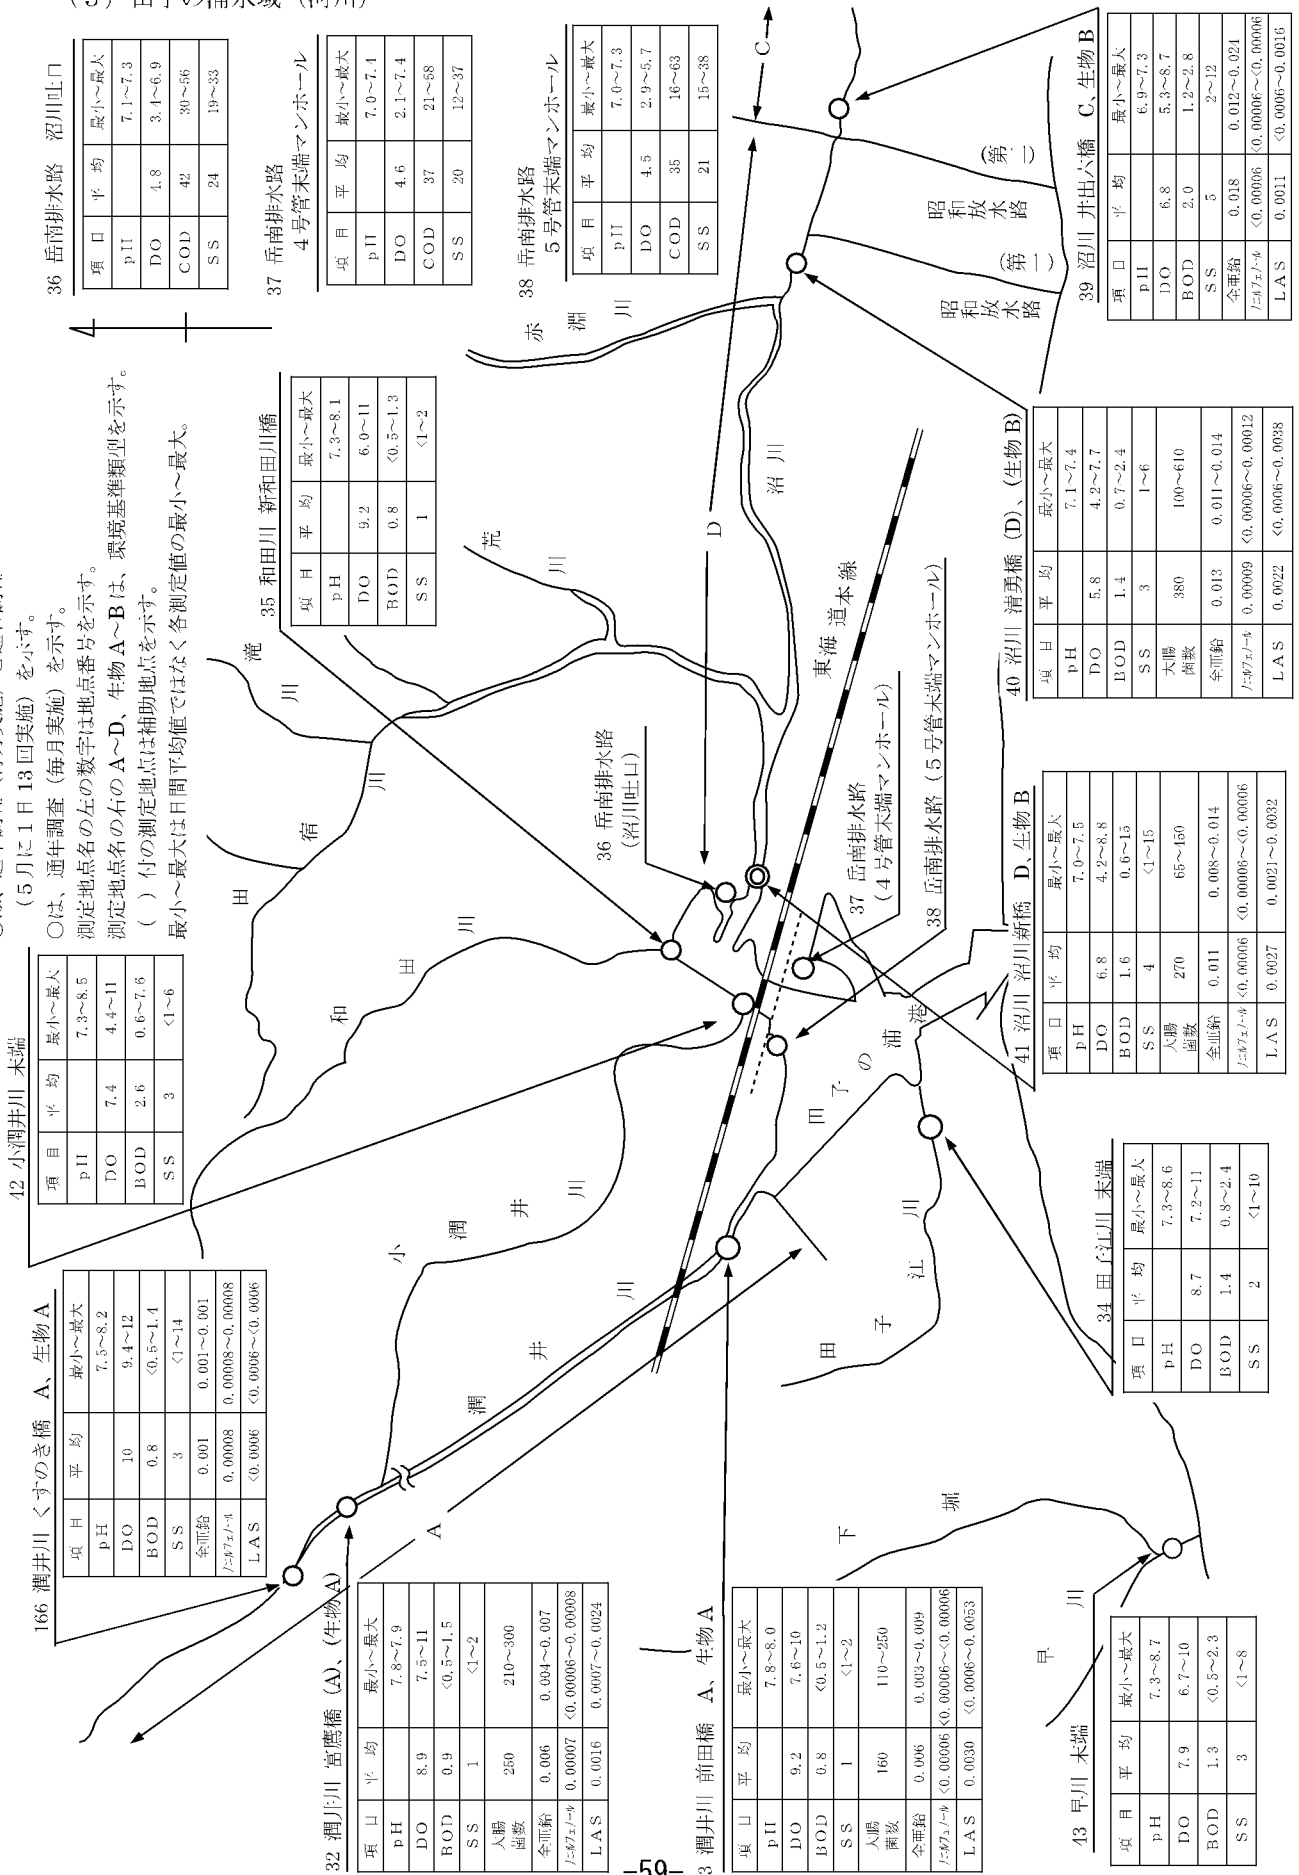 (5月に1日13回実施)を示す。
○は、通年調査(毎月実施)を示す。
測定地点名の左の数字は地点番号を示す。
測定地点名の右のA～D、生物A～Bは、環境基準類型を示す。
( )付の測定地点は補助地点を示す。
最小～最大は日間平均値ではなく各測定値の最小～最大。
166 潤井川 くすのき橋 A、生物A
項目 平均 最小～最大
pH 7.5～8.2
DO 10 9.4～12
BOD 0.8 <0.5～1.4
SS 3 <1～14
全亜鉛 0.001 0.001～0.001
ノニルフェノール 0.00008 0.00008～0.00008
LAS <0.0006 <0.0006～<0.0006
42 小潤井川 末端
項目 平均 最小～最大
pH 7.3～8.5
DO 7.4 4.4～11
BOD 2.6 0.6～7.6
SS 3 <1～6
35 和田川 新和田川橋
項目 平均 最小～最大
pH 7.3～8.1
DO 9.2 6.0～11
BOD 0.8 <0.5～1.3
SS 1 <1～2
36 岳南排水路 沼川吐口
項目 平均 最小～最大
pH 7.1～7.3
DO 4.8 3.4～6.9
COD 42 30～56
SS 24 19～33
37 岳南排水路
4号管末端マンホール
項目 平均 最小～最大
pH 7.0～7.4
DO 4.6 2.1～7.4
COD 37 21～58
SS 20 12～37
38 岳南排水路
5号管末端マンホール
項目 平均 最小～最大
pH 7.0～7.3
DO 4.5 2.9～5.7
COD 35 16～63
SS 21 15～38
32 潤井川 富鷹橋 (A)、(生物A)
項目 平均 最小～最大
pH 7.8～7.9
DO 8.9 7.5～11
BOD 0.9 <0.5～1.5
SS 1 <1～2
大腸菌数 250 210～300
全亜鉛 0.006 0.004～0.007
ノニルフェノール 0.00007 <0.00006～0.00008
LAS 0.0016 0.0007～0.0024
3 潤井川 前田橋 A、生物A
項目 平均 最小～最大
pH 7.8～8.0
DO 9.2 7.6～10
BOD 0.8 <0.5～1.2
SS 1 <1～2
大腸菌数 160 110～250
全亜鉛 0.006 0.003～0.009
ノニルフェノール <0.00006 <0.00006～<0.00006
LAS 0.0030 <0.0006～0.0053
43 早川 末端
項目 平均 最小～最大
pH 7.3～8.7
DO 7.9 6.7～10
BOD 1.3 <0.5～2.3
SS 3 <1～8
34 田子江川 末端
項目 平均 最小～最大
pH 7.3～8.6
DO 8.7 7.2～11
BOD 1.4 0.8～2.4
SS 2 <1～10
41 沼川 沼川新橋 D、生物B
項目 平均 最小～最大
pH 7.0～7.5
DO 6.8 4.2～8.8
BOD 1.6 0.6～15
SS 4 <1～15
大腸菌数 270 65～450
全亜鉛 0.011 0.008～0.014
ノニルフェノール <0.00006 <0.00006～<0.00006
LAS 0.0027 0.0021～0.0032
40 沼川 清勇橋 (D)、(生物B)
項目 平均 最小～最大
pH 7.1～7.4
DO 5.8 4.2～7.7
BOD 1.4 0.7～2.4
SS 3 1～6
大腸菌数 380 100～610
全亜鉛 0.013 0.011～0.014
ノニルフェノール 0.00009 <0.00006～0.00012
LAS 0.0022 <0.0006～0.0038
39 沼川 井出六橋 C、生物B
項目 平均 最小～最大
pH 6.9～7.3
DO 6.8 5.3～8.7
BOD 2.0 1.2～2.8
SS 5 2～12
全亜鉛 0.018 0.012～0.024
ノニルフェノール <0.00006 <0.00006～<0.00006
LAS 0.0011 <0.0006～0.0016
A
D
C
小潤井川
潤井川
和田川
田宿川
滝川
荒川
赤淵川
沼川
東海道本線
田子の浦港
田子江川
下堀
早川
昭和放水路
(第一)
昭和放水路
(第二)
36 岳南排水路
(沼川吐口)
37 岳南排水路
(4号管末端マンホール)
38 岳南排水路(5号管末端マンホール)
-59-